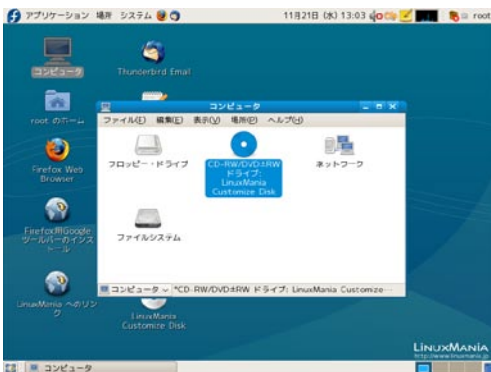 アプリケーション 場所 システム
11月21日 (水) 13:03
root
コンピュータ
Thunderbird Email
root のホーム
Firefox Web
Browser
Firefox用Google
ツールバーのインス
トール
LinuxMania へのリン
ク
LinuxMania
Customize Disk
コンピュータ
ファイル(F) 編集(E) 表示(V) 場所(P) ヘルプ(H)
フロッピー・ドライブ
CD-RW/DVD±RW
ドライブ:
LinuxMania
Customize Disk
ネットワーク
ファイルシステム
コンピュータ "CD-RW/DVD±RW ドライブ: LinuxMania Customize…
LINUXMANIA
コンピュータ